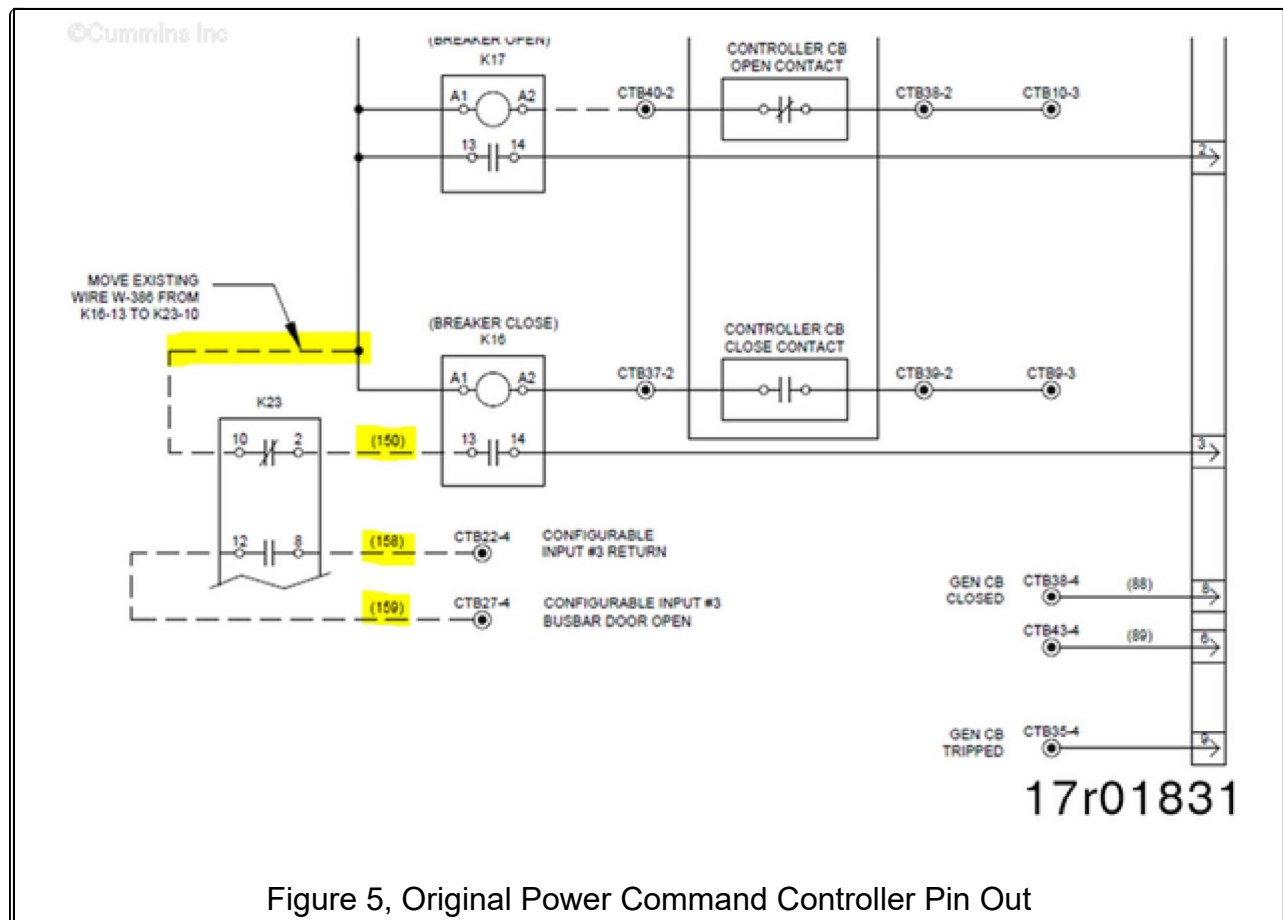 ©Cummins Inc
(BREAKER OPEN)
K17
A1
A2
13
14
CTB40-2
CONTROLLER CB
OPEN CONTACT
CTB38-2
CTB10-3
2
MOVE EXISTING
WIRE W-386 FROM
K16-13 TO K23-10
(BREAKER CLOSE)
K16
A1
A2
13
14
CTB37-2
CONTROLLER CB
CLOSE CONTACT
CTB39-2
CTB9-3
3
K23
10
2
(150)
12
8
(158)
CTB22-4
CONFIGURABLE
INPUT #3 RETURN
(159)
CTB27-4
CONFIGURABLE INPUT #3
BUSBAR DOOR OPEN
GEN CB
CLOSED
CTB38-4
(88)
8
CTB43-4
(89)
6
GEN CB
TRIPPED
CTB35-4
9
17r01831
Figure 5, Original Power Command Controller Pin Out